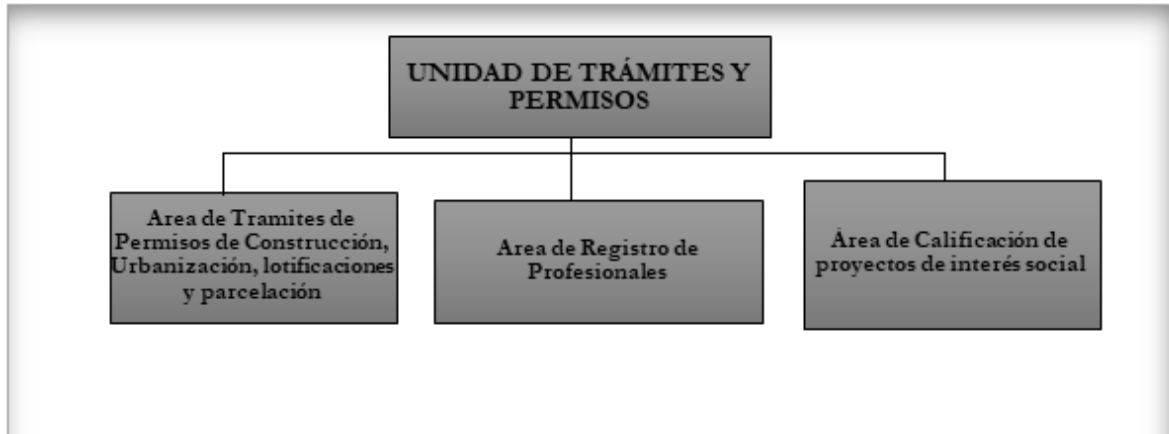 UNIDAD DE TRÁMITES Y
PERMISOS
Area de Tramites de
Permisos de Construcción,
Urbanización, lotificaciones
y parcelación
Area de Registro de
Profesionales
Área de Calificación de
proyectos de interés social